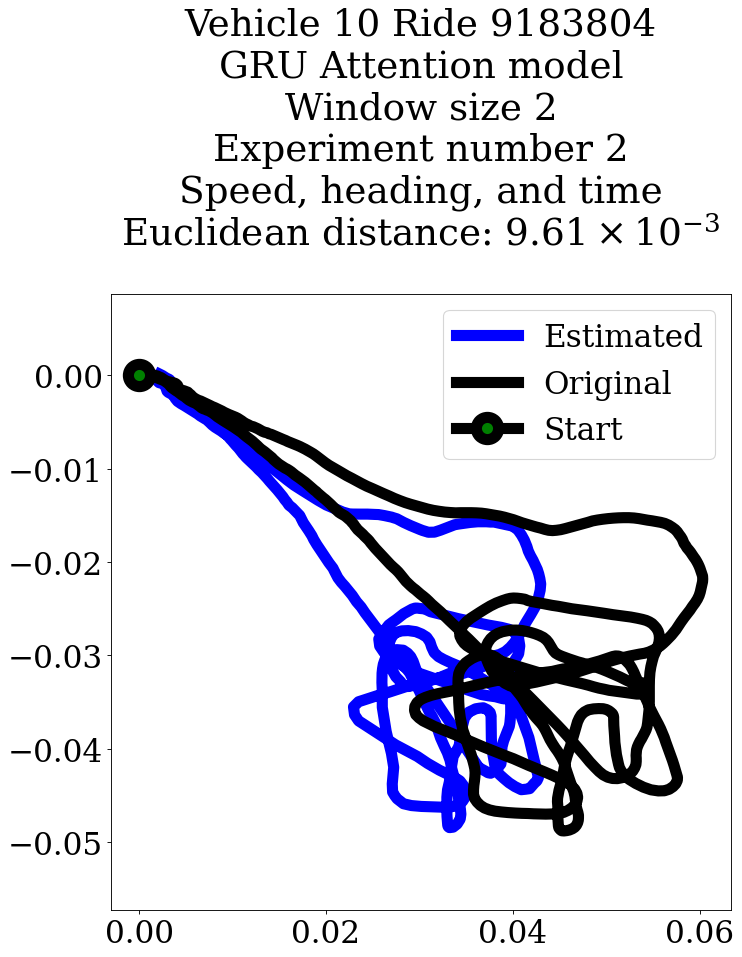 Vehicle 10 Ride 9183804
GRU Attention model
Window size 2
Experiment number 2
Speed, heading, and time
Euclidean distance: 9.61 × 10⁻³
Estimated
Original
Start
0.00
−0.01
−0.02
−0.03
−0.04
−0.05
0.00 0.02 0.04 0.06